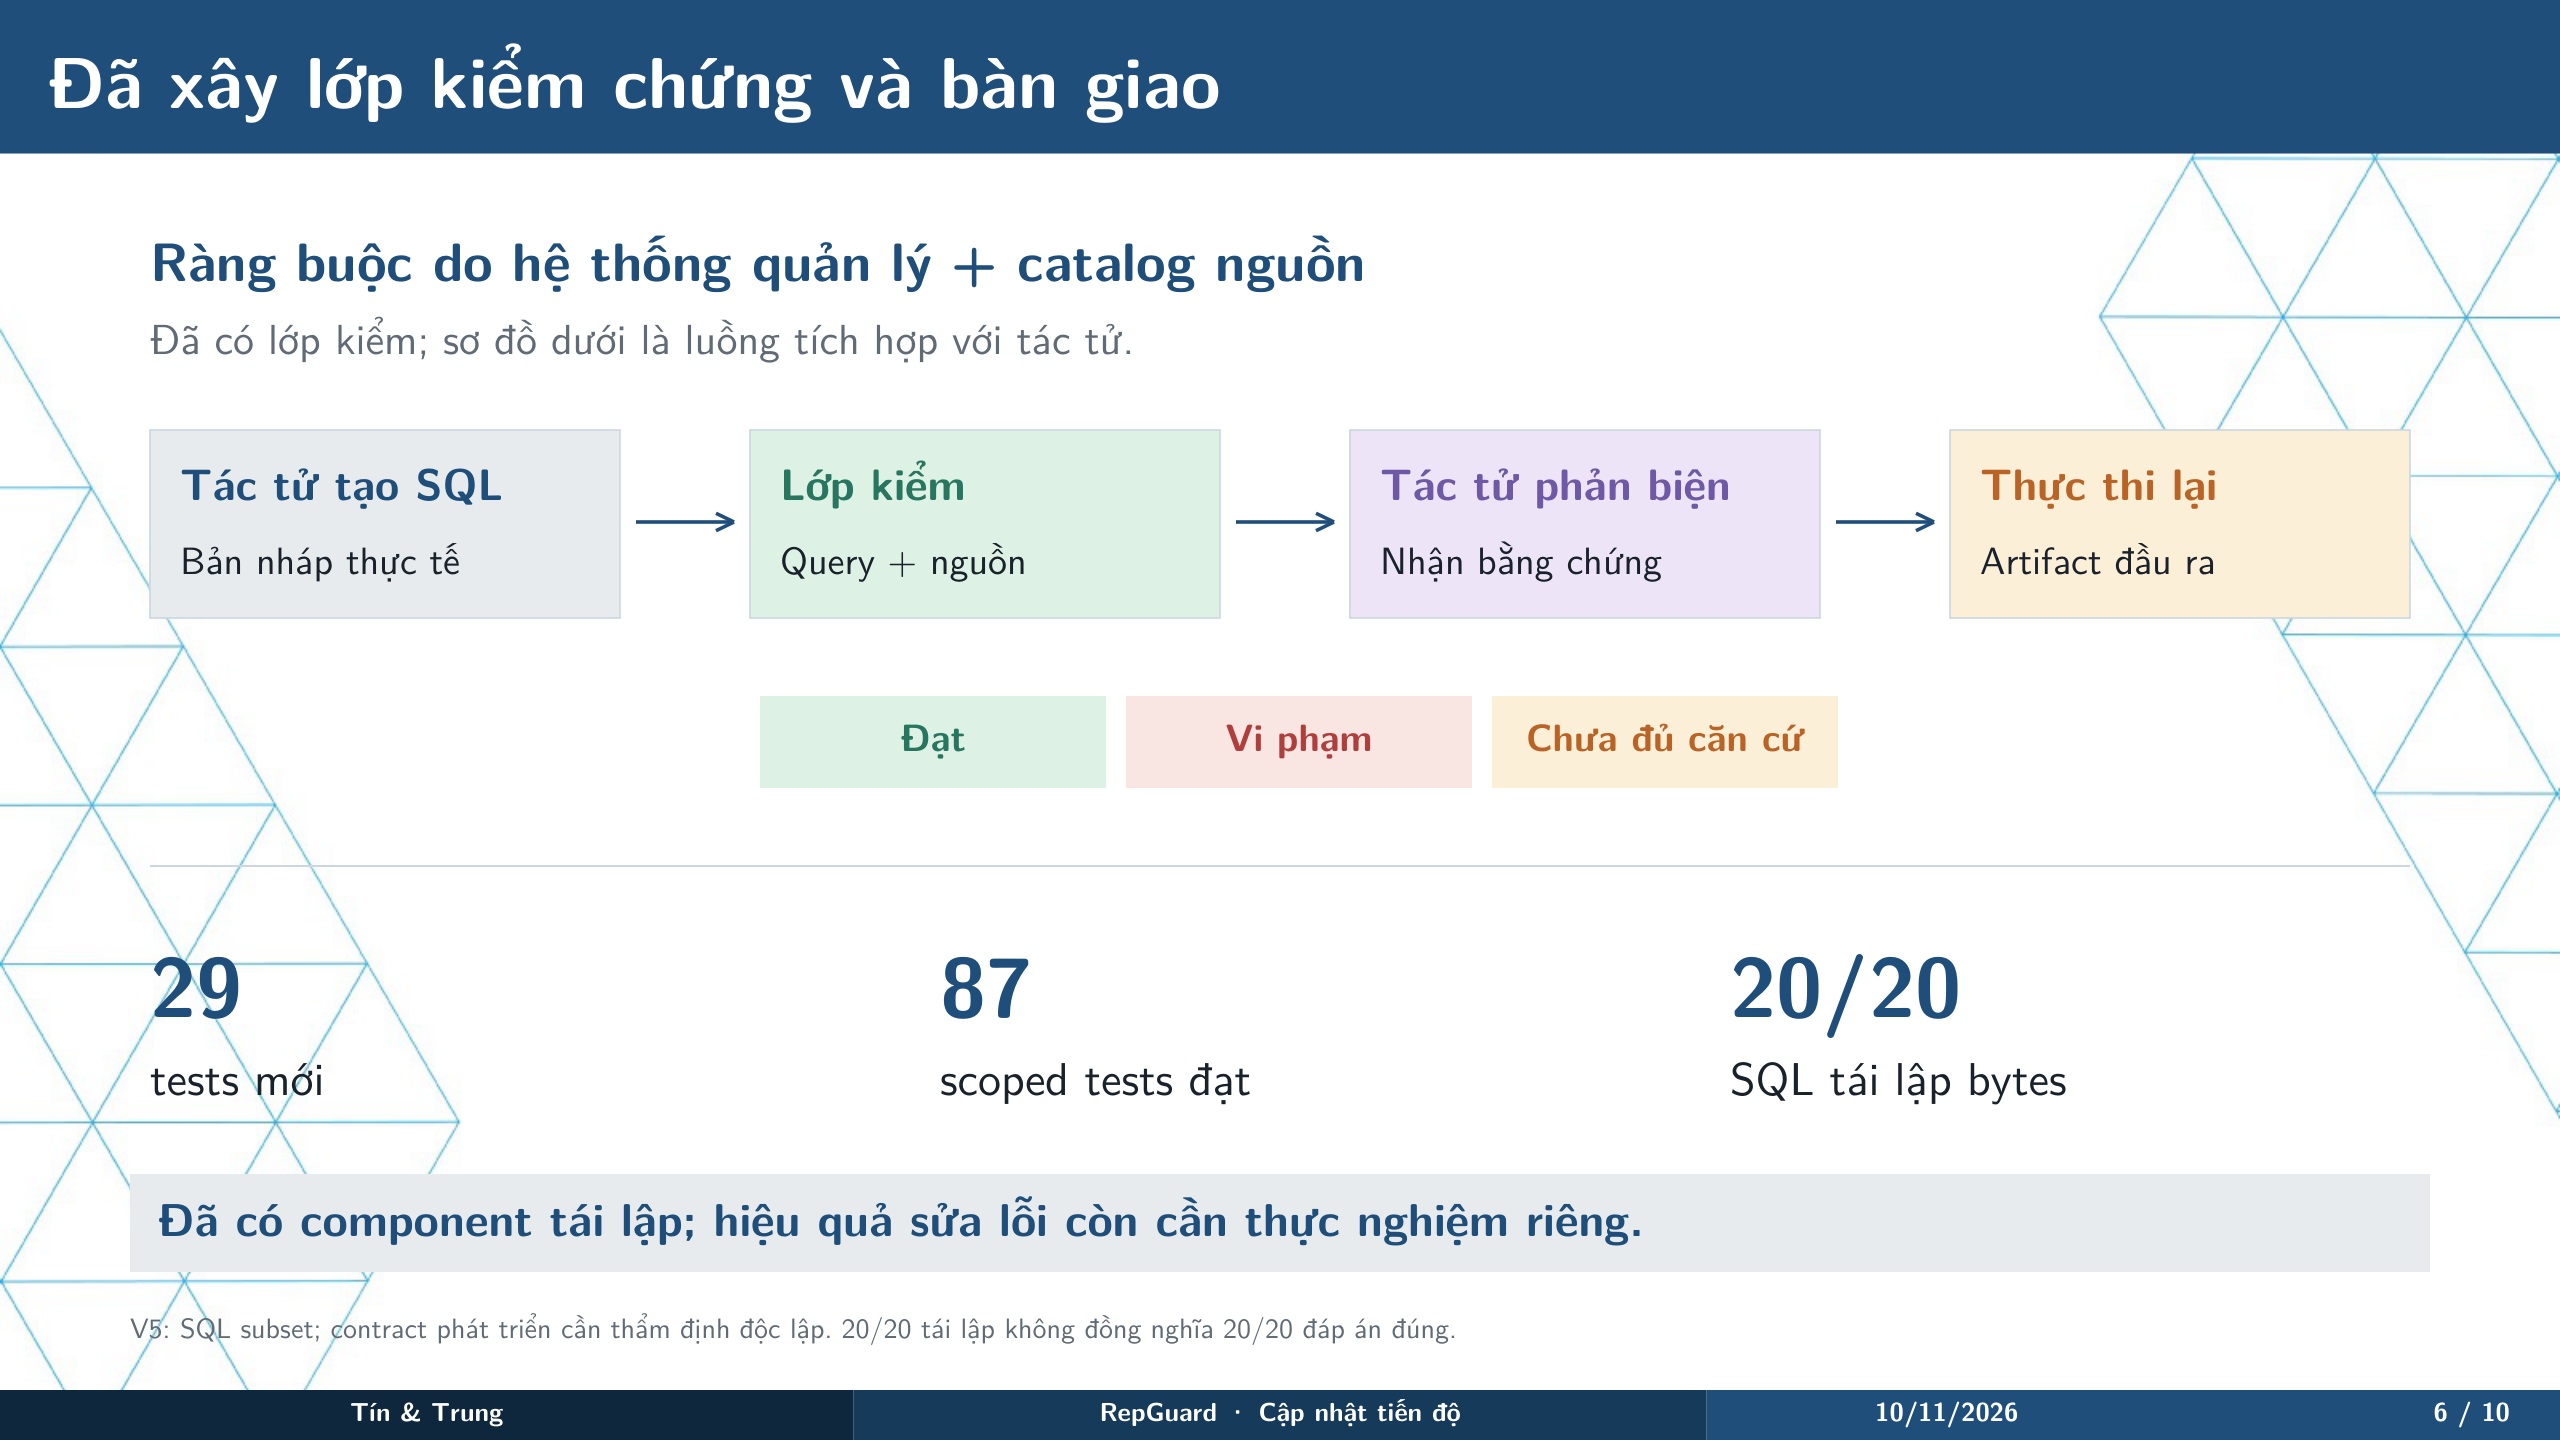 Đã xây lớp kiểm chứng và bàn giao
Ràng buộc do hệ thống quản lý + catalog nguồn
Đã có lớp kiểm; sơ đồ dưới là luồng tích hợp với tác tử.
Tác tử tạo SQL
Bản nháp thực tế
Lớp kiểm
Query + nguồn
Tác tử phản biện
Nhận bằng chứng
Thực thi lại
Artifact đầu ra
Đạt
Vi phạm
Chưa đủ căn cứ
29
tests mới
87
scoped tests đạt
20/20
SQL tái lập bytes
Đã có component tái lập; hiệu quả sửa lỗi còn cần thực nghiệm riêng.
V5: SQL subset; contract phát triển cần thẩm định độc lập. 20/20 tái lập không đồng nghĩa 20/20 đáp án đúng.
Tín & Trung
RepGuard · Cập nhật tiến độ
10/11/2026
6 / 10